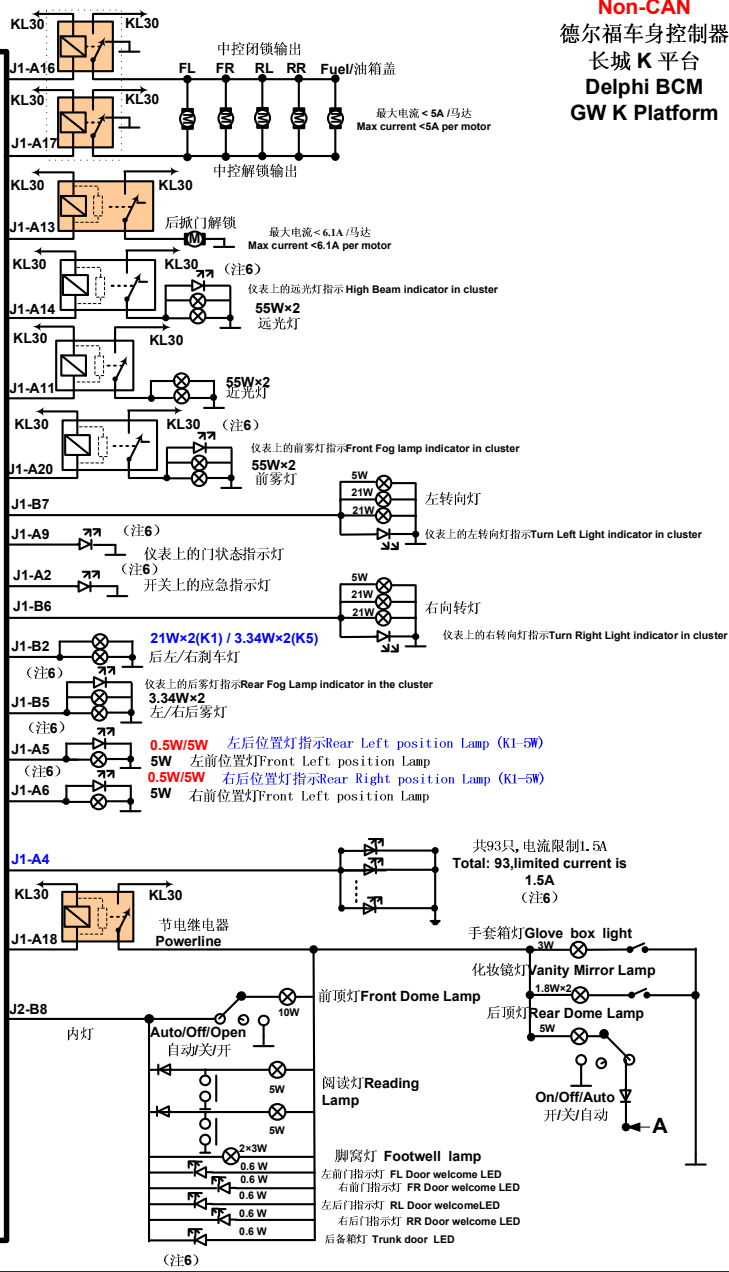 Non-CAN
德尔福车身控制器
长城 K 平台
Delphi BCM
GW K Platform
KL30 KL30
J1-A16
中控闭锁输出
FL FR RL RR Fuel/油箱盖
KL30 KL30
J1-A17
最大电流 < 5A /马达
Max current <5A per motor
中控解锁输出
KL30 KL30
J1-A13
后掀门解锁
M
最大电流 < 6.1A /马达
Max current <6.1A per motor
KL30 KL30
J1-A14
(注6)
仪表上的远光灯指示 High Beam indicator in cluster
55W×2
远光灯
KL30 KL30
J1-A11
55W×2
近光灯
KL30 KL30
J1-A20
(注6)
仪表上的前雾灯指示Front Fog lamp indicator in cluster
55W×2
前雾灯
J1-B7
5W
21W
21W
左转向灯
仪表上的左转向灯指示Turn Left Light indicator in cluster
J1-A9
(注6)
仪表上的门状态指示灯
J1-A2
(注6)
开关上的应急指示灯
J1-B6
5W
21W
21W
右向转灯
仪表上的右转向灯指示Turn Right Light indicator in cluster
J1-B2
21W×2(K1) / 3.34W×2(K5)
后左/右刹车灯
(注6)
仪表上的后雾灯指示Rear Fog Lamp indicator in the cluster
J1-B5
3.34W×2
左/右后雾灯
(注6)
J1-A5
0.5W/5W 左后位置灯指示Rear Left position Lamp (K1-5W)
5W 左前位置灯Front Left position Lamp
(注6)
J1-A6
0.5W/5W 右后位置灯指示Rear Right position Lamp (K1-5W)
5W 右前位置灯Front Left position Lamp
J1-A4
共93只,电流限制1.5A
Total: 93,limited current is
1.5A
(注6)
KL30 KL30
J1-A18
节电继电器
Powerline
手套箱灯Glove box light
3W
化妆镜灯Vanity Mirror Lamp
1.8W×2
后顶灯Rear Dome Lamp
5W
On/Off/Auto
开/关/自动
A
J2-B8
内灯
前顶灯Front Dome Lamp
10W
Auto/Off/Open
自动/关/开
5W
阅读灯Reading
Lamp
5W
2×3W
脚窝灯 Footwell lamp
0.6 W
左前门指示灯 FL Door welcome LED
0.6 W
右前门指示灯 FR Door welcome LED
0.6 W
左后门指示灯 RL Door welcomeLED
0.6 W
右后门指示灯 RR Door welcome LED
0.6 W
后备箱灯 Trunk door LED
(注6)